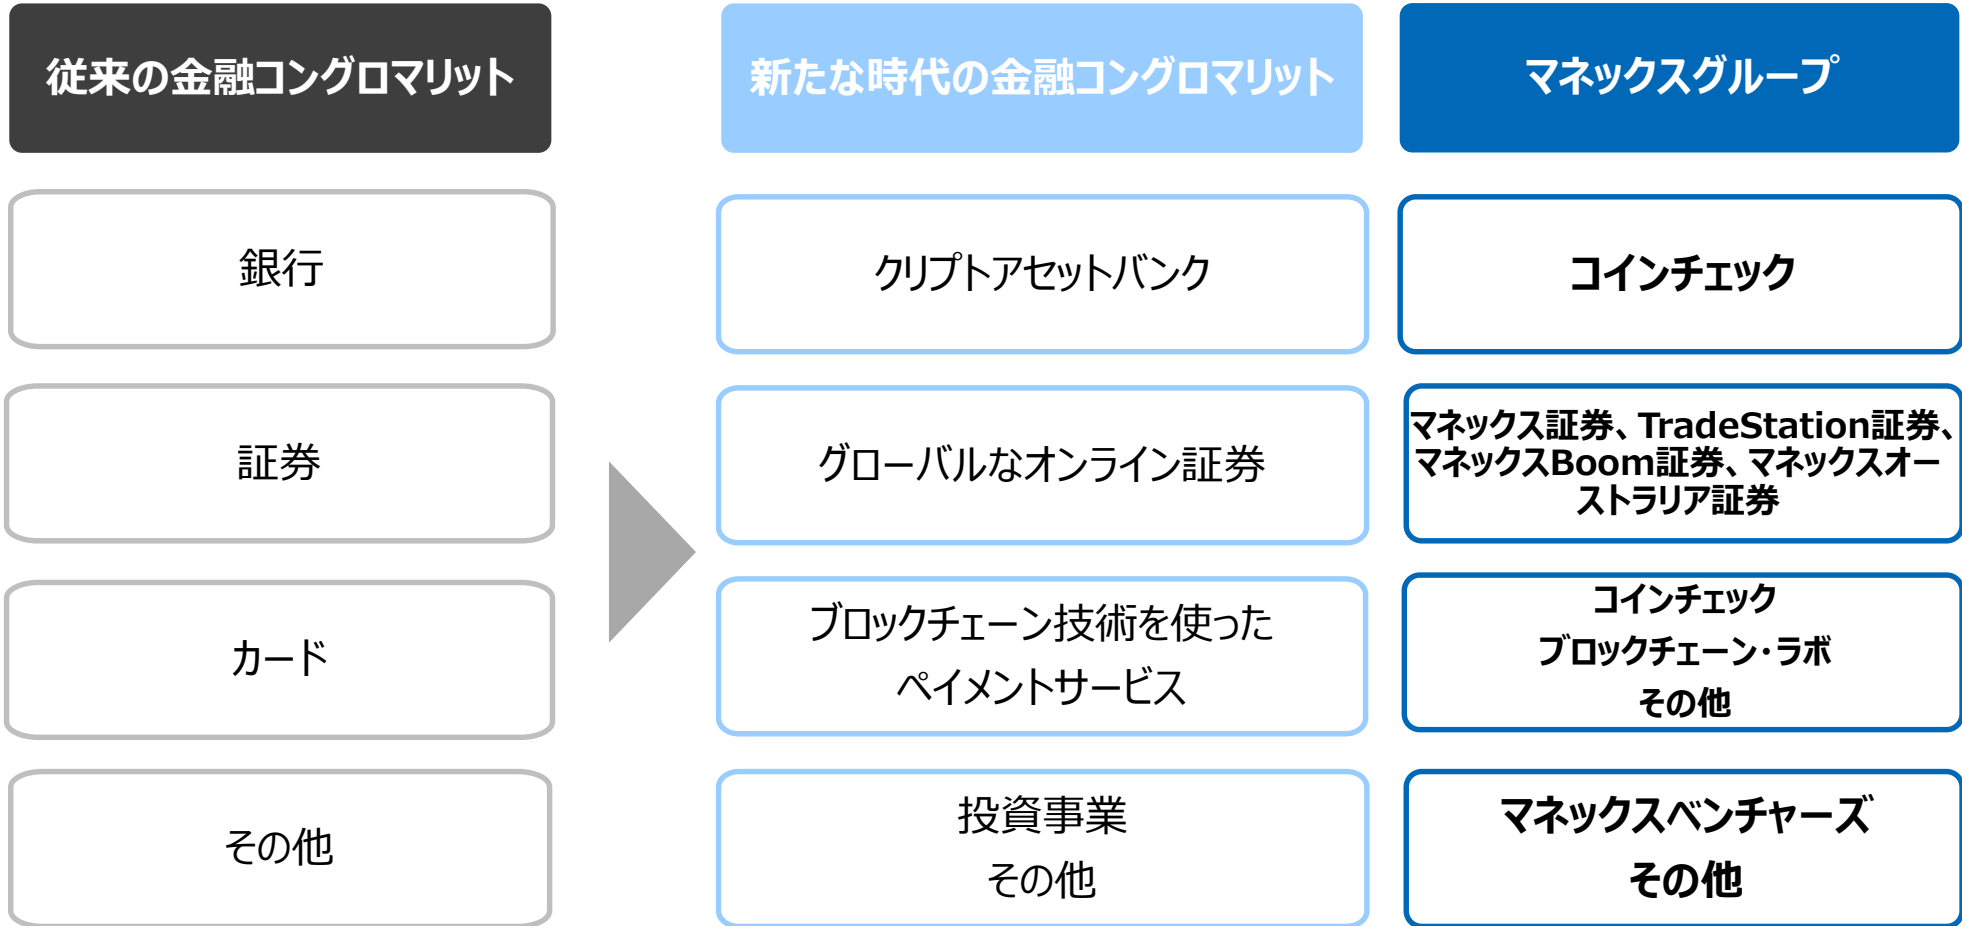 従来の金融コングロマリット
新たな時代の金融コングロマリット
マネックスグループ
銀行
クリプトアセットバンク
コインチェック
証券
グローバルなオンライン証券
マネックス証券、TradeStation証券、
マネックスBoom証券、マネックスオー
ストラリア証券
カード
ブロックチェーン技術を使った
ペイメントサービス
コインチェック
ブロックチェーン・ラボ
その他
その他
投資事業
その他
マネックスベンチャーズ
その他